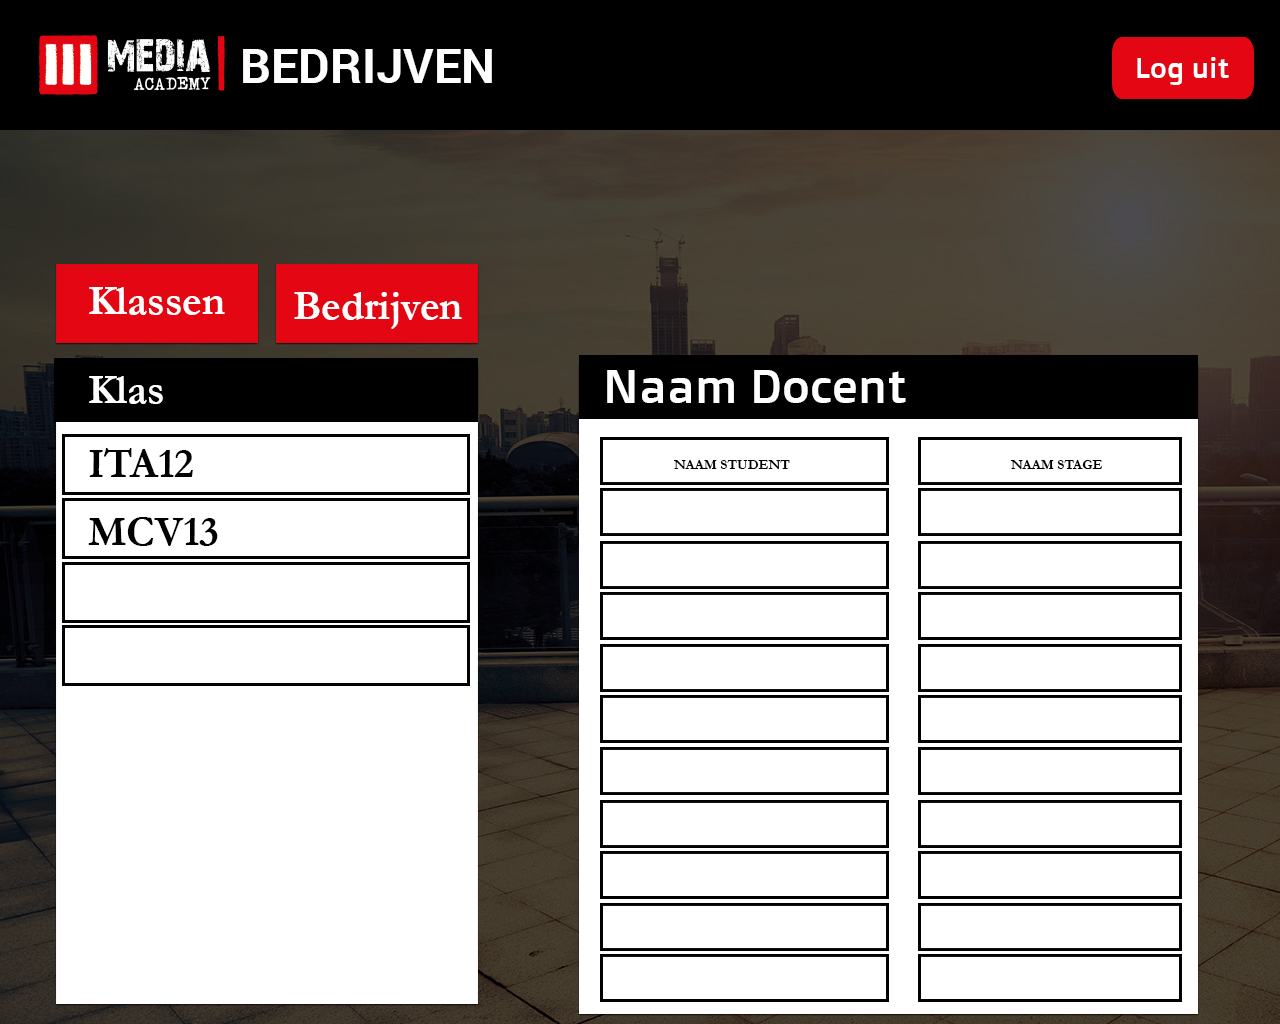 MEDIA
ACADEMY
BEDRIJVEN
Log uit
Klassen
Bedrijven
Klas
ITA12
MCV13
Naam Docent
NAAM STUDENT
NAAM STAGE